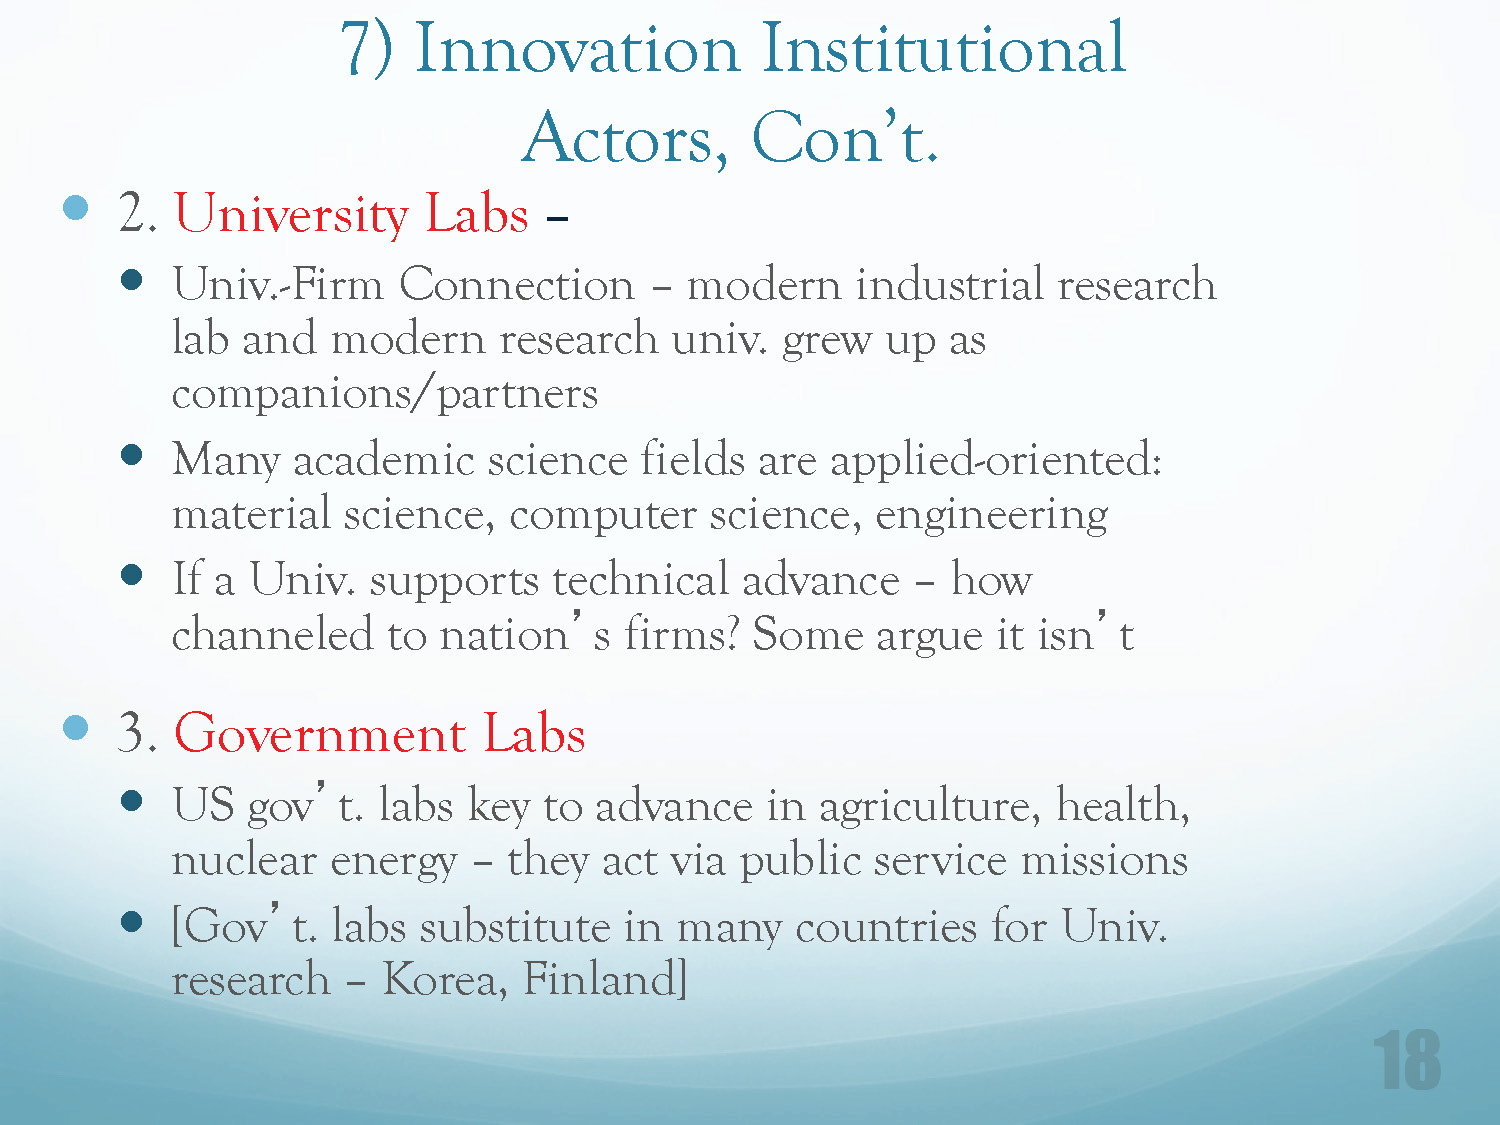 7) Innovation Institutional
Actors, Con’t.
• 2. University Labs –
• Univ.-Firm Connection – modern industrial research
lab and modern research univ. grew up as
companions/partners
• Many academic science fields are applied-oriented:
material science, computer science, engineering
• If a Univ. supports technical advance – how
channeled to nation’s firms? Some argue it isn’t
• 3. Government Labs
• US gov’t. labs key to advance in agriculture, health,
nuclear energy – they act via public service missions
• [Gov’t. labs substitute in many countries for Univ.
research – Korea, Finland]
18